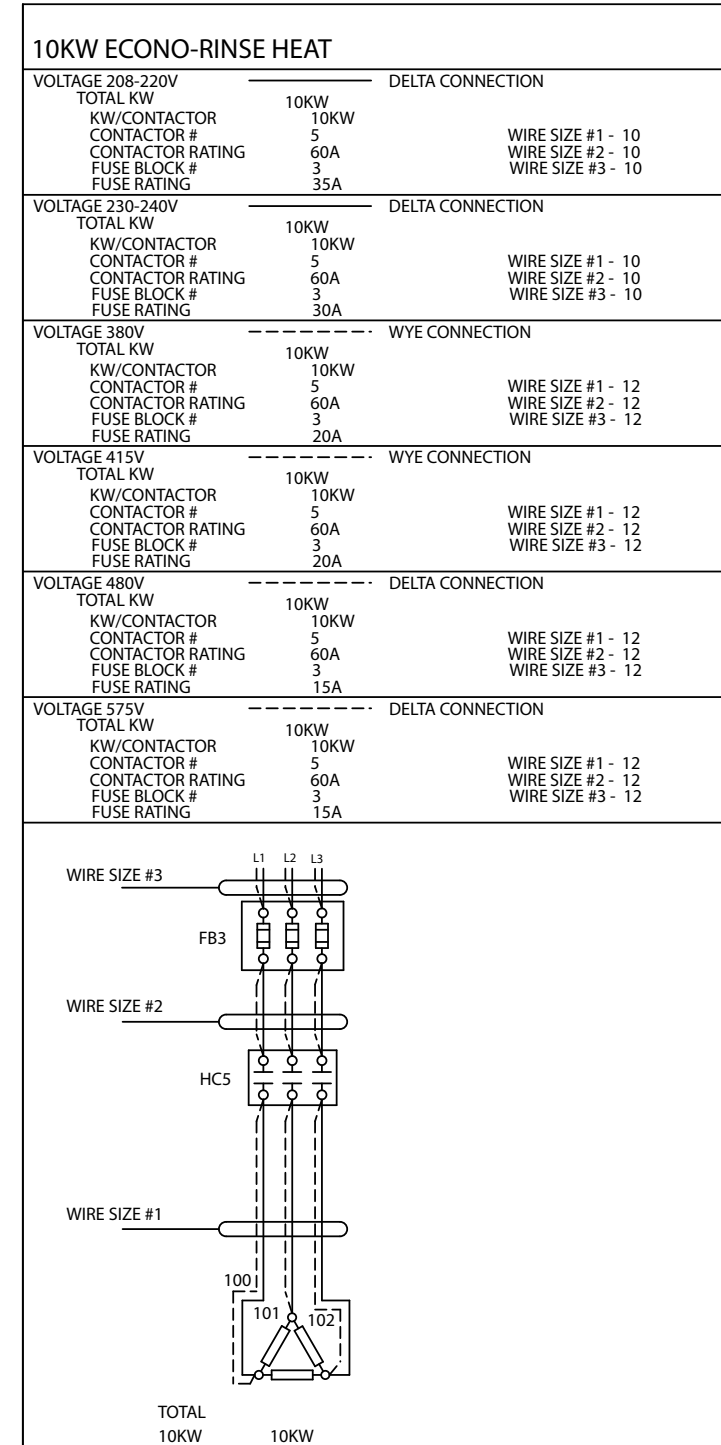 10KW ECONO-RINSE HEAT
VOLTAGE 208-220V DELTA CONNECTION
TOTAL KW 10KW
KW/CONTACTOR 10KW
CONTACTOR # 5 WIRE SIZE #1 - 10
CONTACTOR RATING 60A WIRE SIZE #2 - 10
FUSE BLOCK # 3 WIRE SIZE #3 - 10
FUSE RATING 35A
VOLTAGE 230-240V DELTA CONNECTION
TOTAL KW 10KW
KW/CONTACTOR 10KW
CONTACTOR # 5 WIRE SIZE #1 - 10
CONTACTOR RATING 60A WIRE SIZE #2 - 10
FUSE BLOCK # 3 WIRE SIZE #3 - 10
FUSE RATING 30A
VOLTAGE 380V WYE CONNECTION
TOTAL KW 10KW
KW/CONTACTOR 10KW
CONTACTOR # 5 WIRE SIZE #1 - 12
CONTACTOR RATING 60A WIRE SIZE #2 - 12
FUSE BLOCK # 3 WIRE SIZE #3 - 12
FUSE RATING 20A
VOLTAGE 415V WYE CONNECTION
TOTAL KW 10KW
KW/CONTACTOR 10KW
CONTACTOR # 5 WIRE SIZE #1 - 12
CONTACTOR RATING 60A WIRE SIZE #2 - 12
FUSE BLOCK # 3 WIRE SIZE #3 - 12
FUSE RATING 20A
VOLTAGE 480V DELTA CONNECTION
TOTAL KW 10KW
KW/CONTACTOR 10KW
CONTACTOR # 5 WIRE SIZE #1 - 12
CONTACTOR RATING 60A WIRE SIZE #2 - 12
FUSE BLOCK # 3 WIRE SIZE #3 - 12
FUSE RATING 15A
VOLTAGE 575V DELTA CONNECTION
TOTAL KW 10KW
KW/CONTACTOR 10KW
CONTACTOR # 5 WIRE SIZE #1 - 12
CONTACTOR RATING 60A WIRE SIZE #2 - 12
FUSE BLOCK # 3 WIRE SIZE #3 - 12
FUSE RATING 15A
L1 L2 L3
WIRE SIZE #3
FB3
WIRE SIZE #2
HC5
WIRE SIZE #1
100
101 102
TOTAL
10KW 10KW